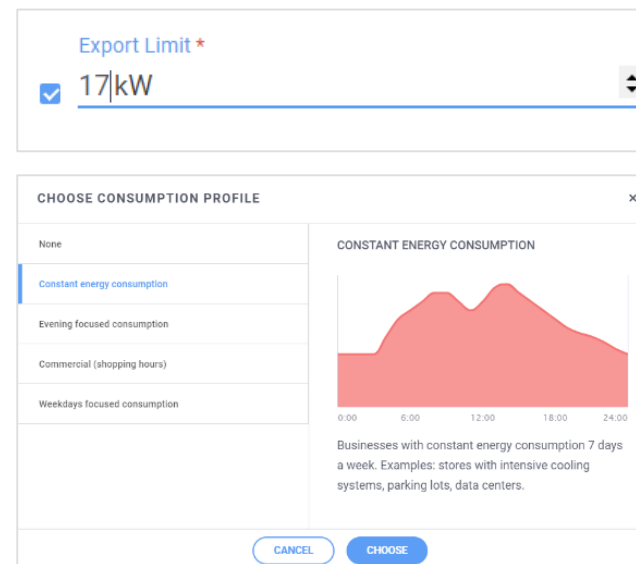 Export Limit *
17 kW
CHOOSE CONSUMPTION PROFILE
×
None
Constant energy consumption
Evening focused consumption
Commercial (shopping hours)
Weekdays focused consumption
CONSTANT ENERGY CONSUMPTION
0:00 6:00 12:00 18:00 24:00
Businesses with constant energy consumption 7 days
a week. Examples: stores with intensive cooling
systems, parking lots, data centers.
CANCEL
CHOOSE